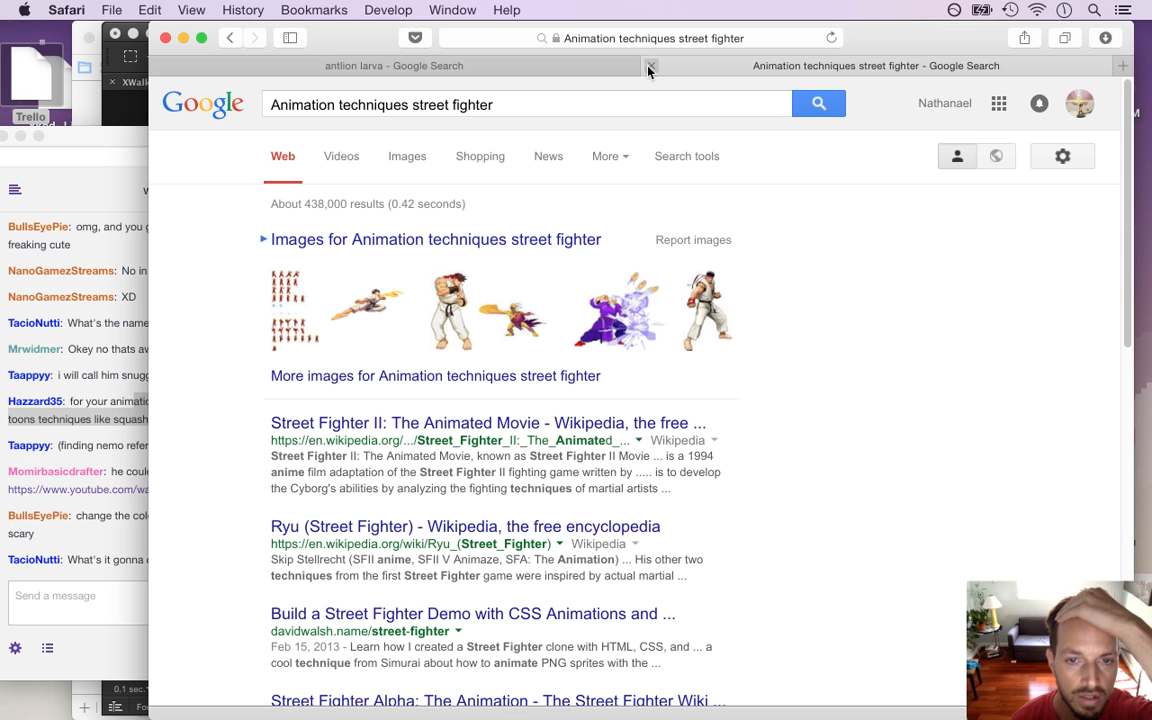 Safari File Edit View History Bookmarks Develop Window Help
Animation techniques street fighter
antlion larva - Google Search
Animation techniques street fighter - Google Search
XWalk
Trello
Google
Animation techniques street fighter
Nathanael
Web Videos Images Shopping News More Search tools
About 438,000 results (0.42 seconds)
Images for Animation techniques street fighter
Report images
More images for Animation techniques street fighter
Street Fighter II: The Animated Movie - Wikipedia, the free ...
https://en.wikipedia.org/.../Street_Fighter_II:_The_Animated_... Wikipedia
Street Fighter II: The Animated Movie, known as Street Fighter II Movie ... is a 1994
anime film adaptation of the Street Fighter II fighting game written by ..... is to develop
the Cyborg's abilities by analyzing the fighting techniques of martial artists ...
Ryu (Street Fighter) - Wikipedia, the free encyclopedia
https://en.wikipedia.org/wiki/Ryu_(Street_Fighter) Wikipedia
Skip Stellrecht (SFII anime, SFII V Animaze, SFA: The Animation) ... His other two
techniques from the first Street Fighter game were inspired by actual martial ...
Build a Street Fighter Demo with CSS Animations and ...
davidwalsh.name/street-fighter
Feb 15, 2013 - Learn how I created a Street Fighter clone with HTML, CSS, and ... a
cool technique from Simurai about how to animate PNG sprites with the ...
Street Fighter Alpha: The Animation - The Street Fighter Wiki ...
BullsEyePie: omg, and you g
freaking cute
NanoGamezStreams: No in
NanoGamezStreams: XD
TacioNutti: What's the name
Mrwidmer: Okey no thats aw
Taappyy: i will call him snugg
Hazzard35: for your animatio
toons techniques like squash
Taappyy: (finding nemo refer
Momirbasicdrafter: he could
https://www.youtube.com/wa
BullsEyePie: change the colo
scary
TacioNutti: What's it gonna
Send a message
0.1 sec.
For